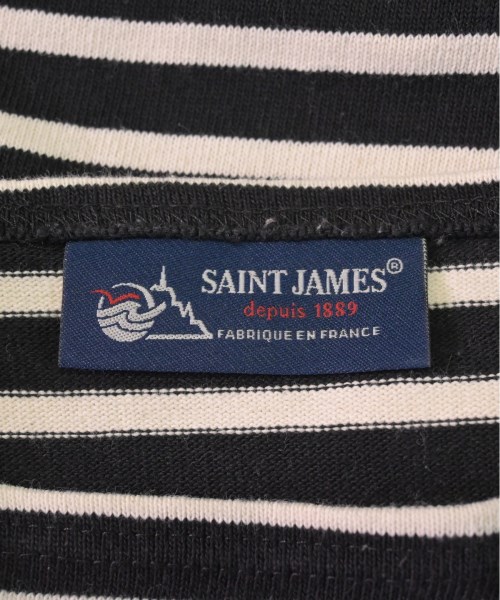 SAINT JAMES®
depuis 1889
FABRIQUE EN FRANCE